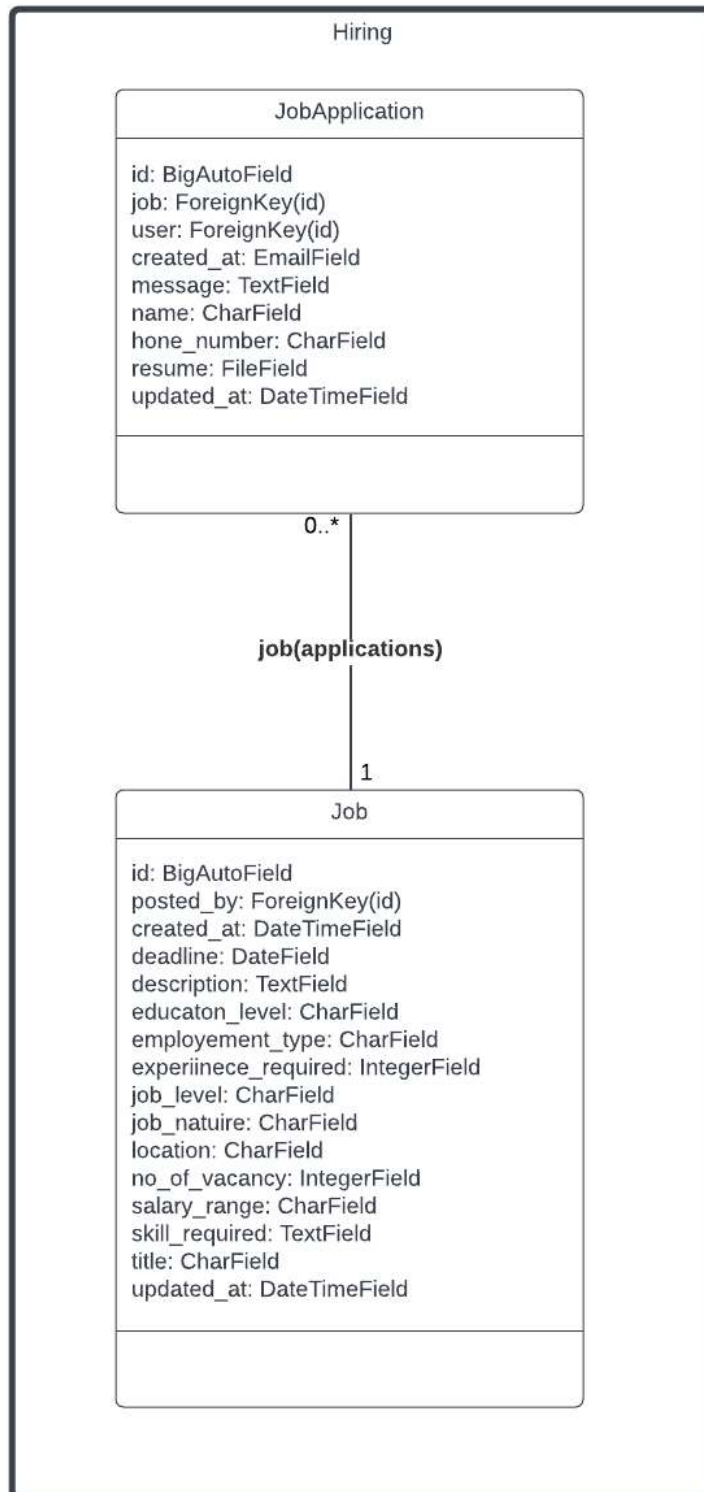 Hiring
JobApplication
id: BigAutoField
job: ForeignKey(id)
user: ForeignKey(id)
created_at: EmailField
message: TextField
name: CharField
hone_number: CharField
resume: FileField
updated_at: DateTimeField
0..*
job(applications)
1
Job
id: BigAutoField
posted_by: ForeignKey(id)
created_at: DateTimeField
deadline: DateField
description: TextField
educaton_level: CharField
employement_type: CharField
experiinece_required: IntegerField
job_level: CharField
job_natuire: CharField
location: CharField
no_of_vacancy: IntegerField
salary_range: CharField
skill_required: TextField
title: CharField
updated_at: DateTimeField